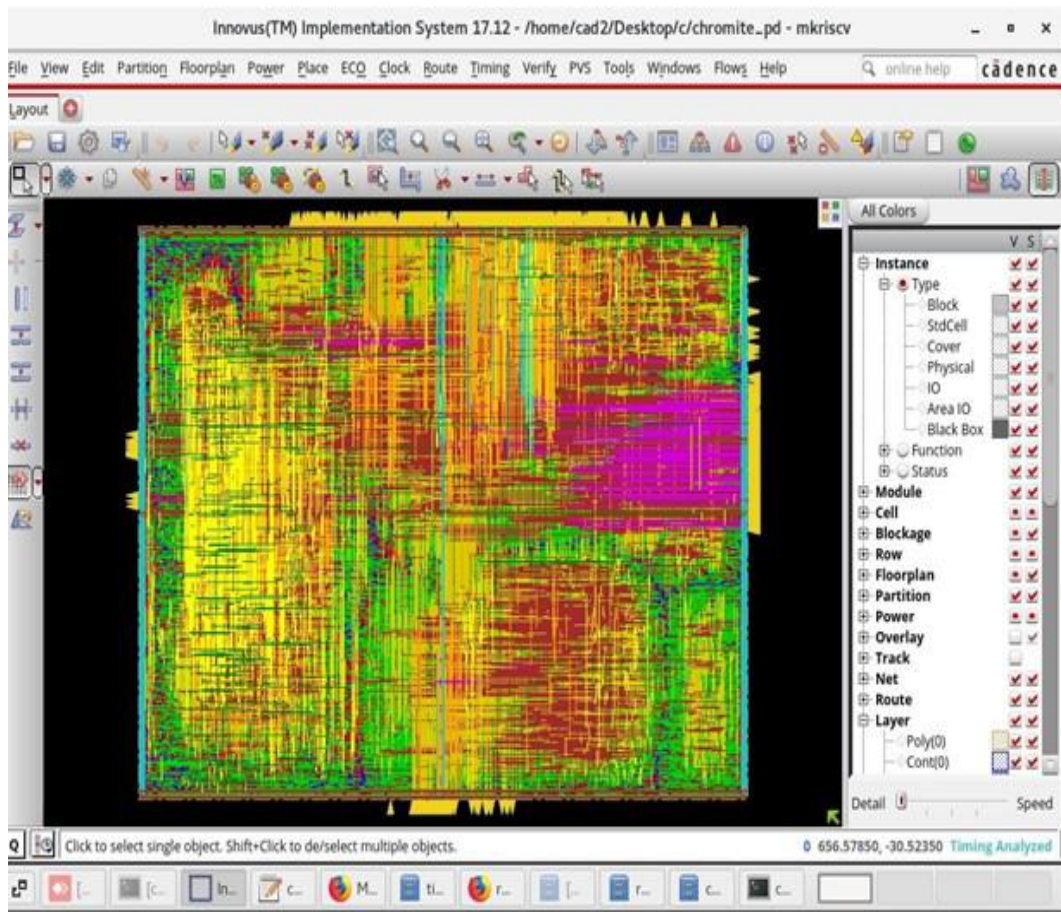 Innovus(TM) Implementation System 17.12 - /home/cad2/Desktop/c/chromite_pd - mkriscv
File View Edit Partition Floorplan Power Place ECO Clock Route Timing Verify PVS Tools Windows Flows Help online help cādence
Layout
All Colors
V S
Instance
Type
Block
StdCell
Cover
Physical
IO
Area IO
Black Box
Function
Status
Module
Cell
Blockage
Row
Floorplan
Partition
Power
Overlay
Track
Net
Route
Layer
Poly(0)
Cont(0)
Detail Speed
Q Click to select single object. Shift+Click to de/select multiple objects. 0 656.57850, -30.52350 Timing Analyzed
[... [c... In... c... M... ti... r... [... r... c... c...